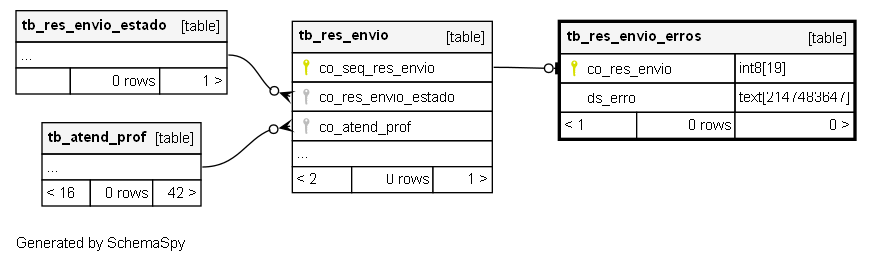 tb_res_envio_estado [table]
...
0 rows 1 >
tb_atend_prof [table]
...
< 16 0 rows 42 >
tb_res_envio [table]
co_seq_res_envio
co_res_envio_estado
co_atend_prof
...
< 2 0 rows 1 >
tb_res_envio_erros [table]
co_res_envio int8[19]
ds_erro text[2147483647]
< 1 0 rows 0 >
Generated by SchemaSpy